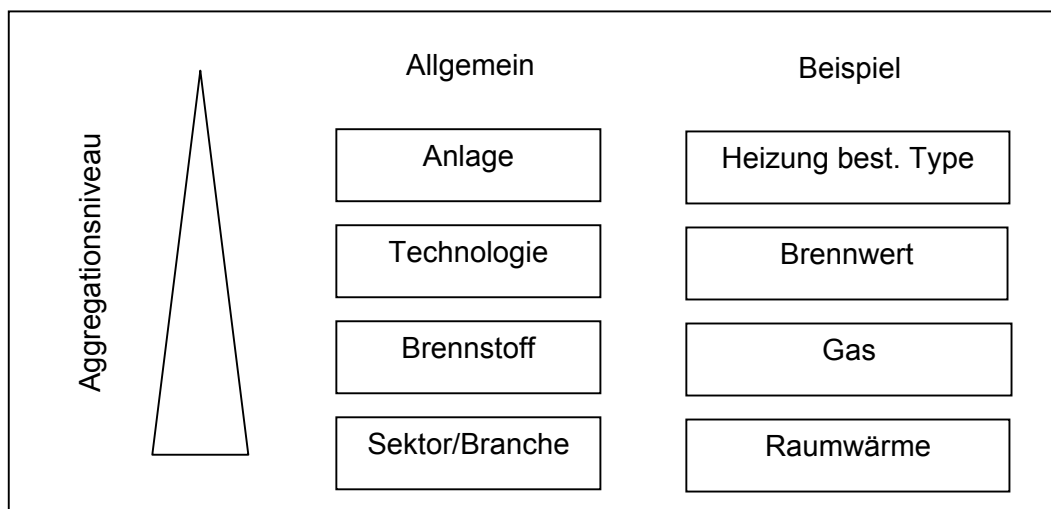 Allgemein
Beispiel
Aggregationsniveau
Anlage
Heizung best. Type
Technologie
Brennwert
Brennstoff
Gas
Sektor/Branche
Raumwärme